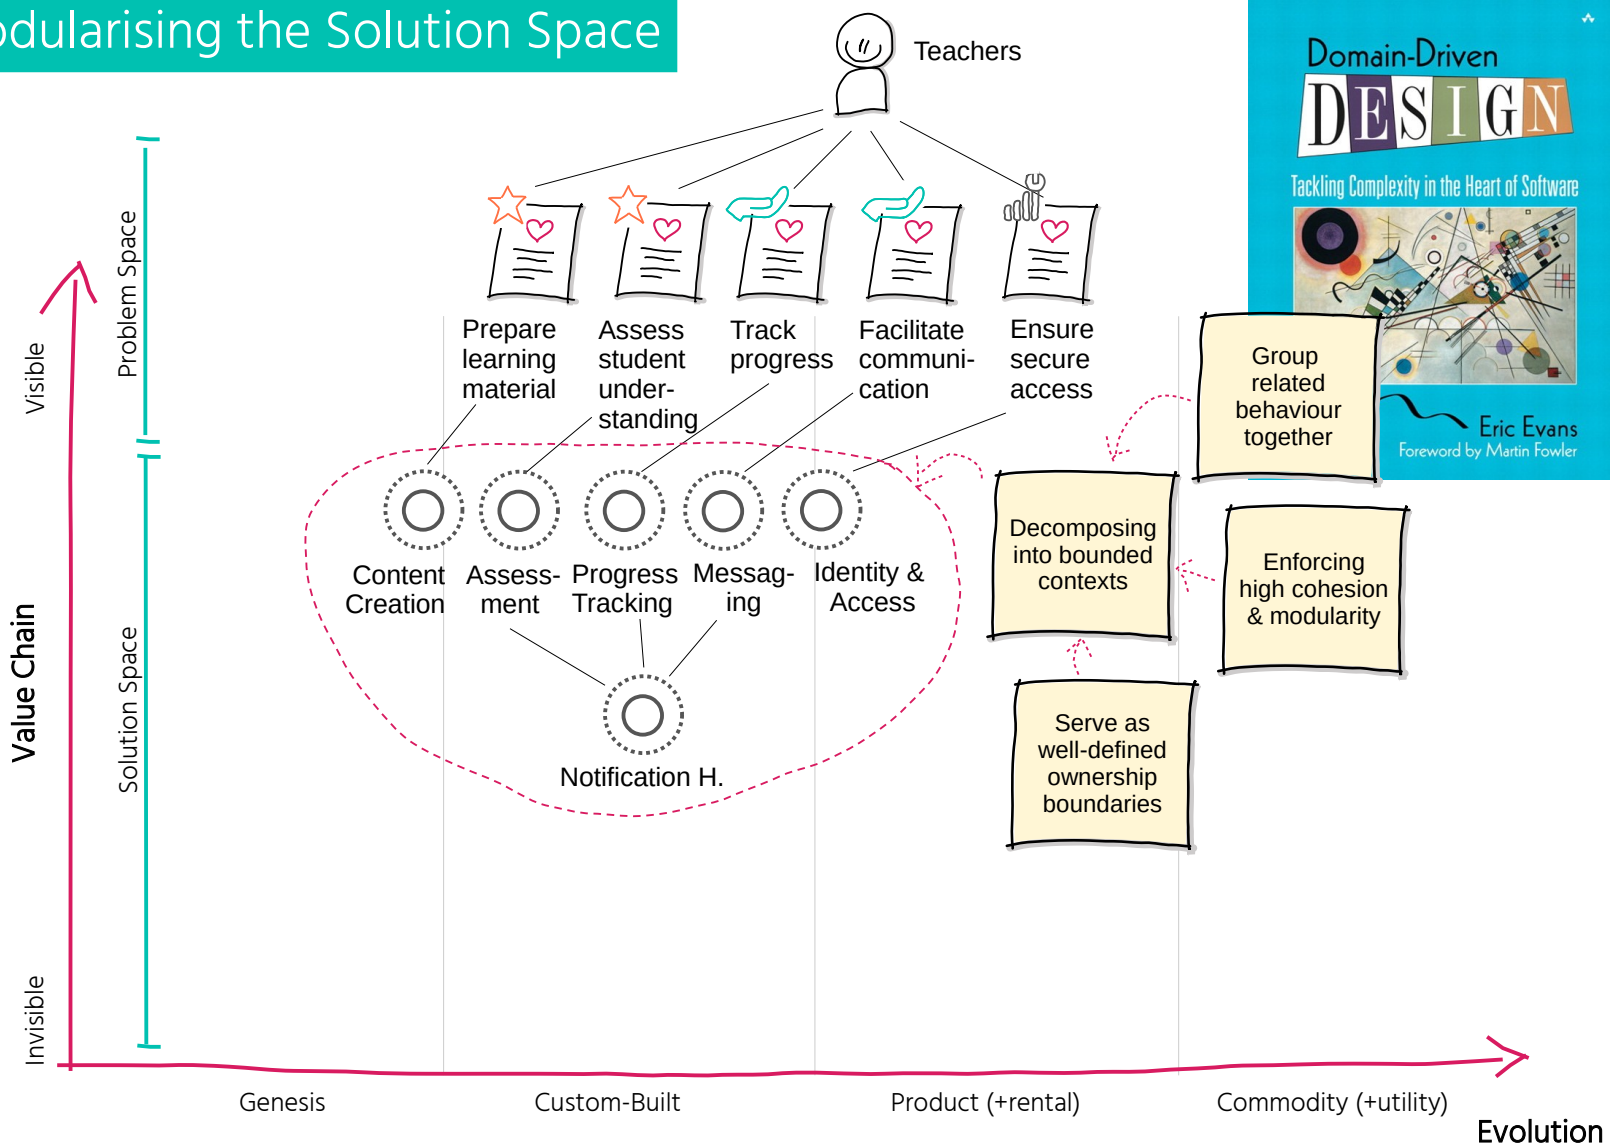 odularising the Solution Space
Teachers
Domain-Driven
DESIGN
Tackling Complexity in the Heart of Software
Eric Evans
Foreword by Martin Fowler
Problem Space
Visible
Prepare
learning
material
Assess
student
under-
standing
Track
progress
Facilitate
communi-
cation
Ensure
secure
access
Group
related
behaviour
together
Decomposing
into bounded
contexts
Enforcing
high cohesion
& modularity
Serve as
well-defined
ownership
boundaries
Content
Creation
Assess-
ment
Progress
Tracking
Messag-
ing
Identity &
Access
Notification H.
Value Chain
Solution Space
Invisible
Genesis
Custom-Built
Product (+rental)
Commodity (+utility)
Evolution